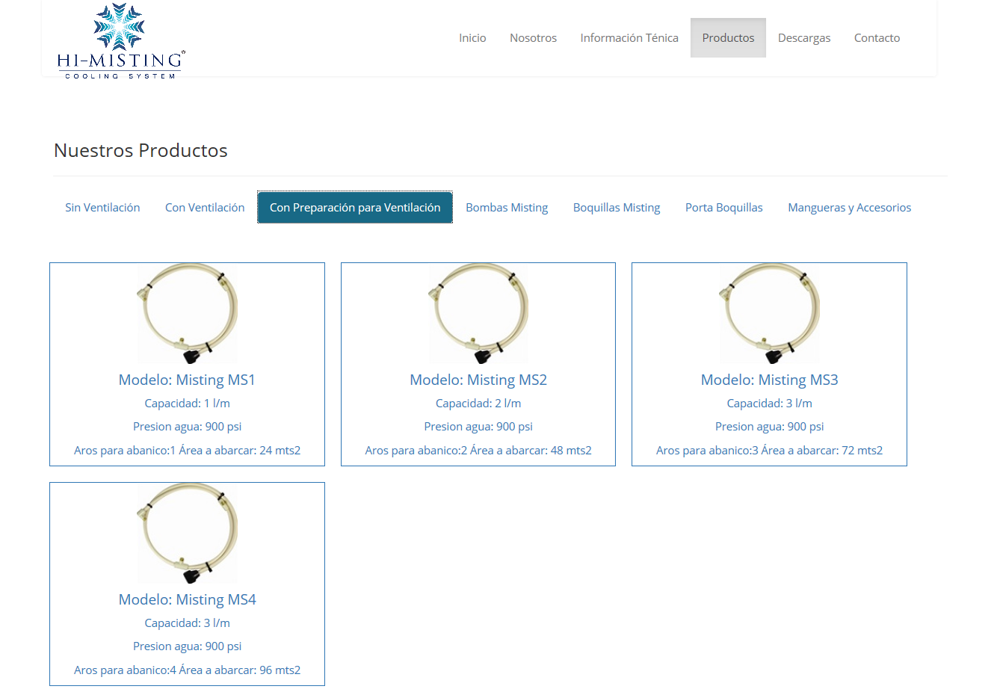 HI-MISTING®
COOLING SYSTEM
Inicio Nosotros Información Ténica Productos Descargas Contacto
Nuestros Productos
Sin Ventilación Con Ventilación Con Preparación para Ventilación Bombas Misting Boquillas Misting Porta Boquillas Mangueras y Accesorios
Modelo: Misting MS1
Capacidad: 1 l/m
Presion agua: 900 psi
Aros para abanico:1 Área a abarcar: 24 mts2
Modelo: Misting MS2
Capacidad: 2 l/m
Presion agua: 900 psi
Aros para abanico:2 Área a abarcar: 48 mts2
Modelo: Misting MS3
Capacidad: 3 l/m
Presion agua: 900 psi
Aros para abanico:3 Área a abarcar: 72 mts2
Modelo: Misting MS4
Capacidad: 3 l/m
Presion agua: 900 psi
Aros para abanico:4 Área a abarcar: 96 mts2